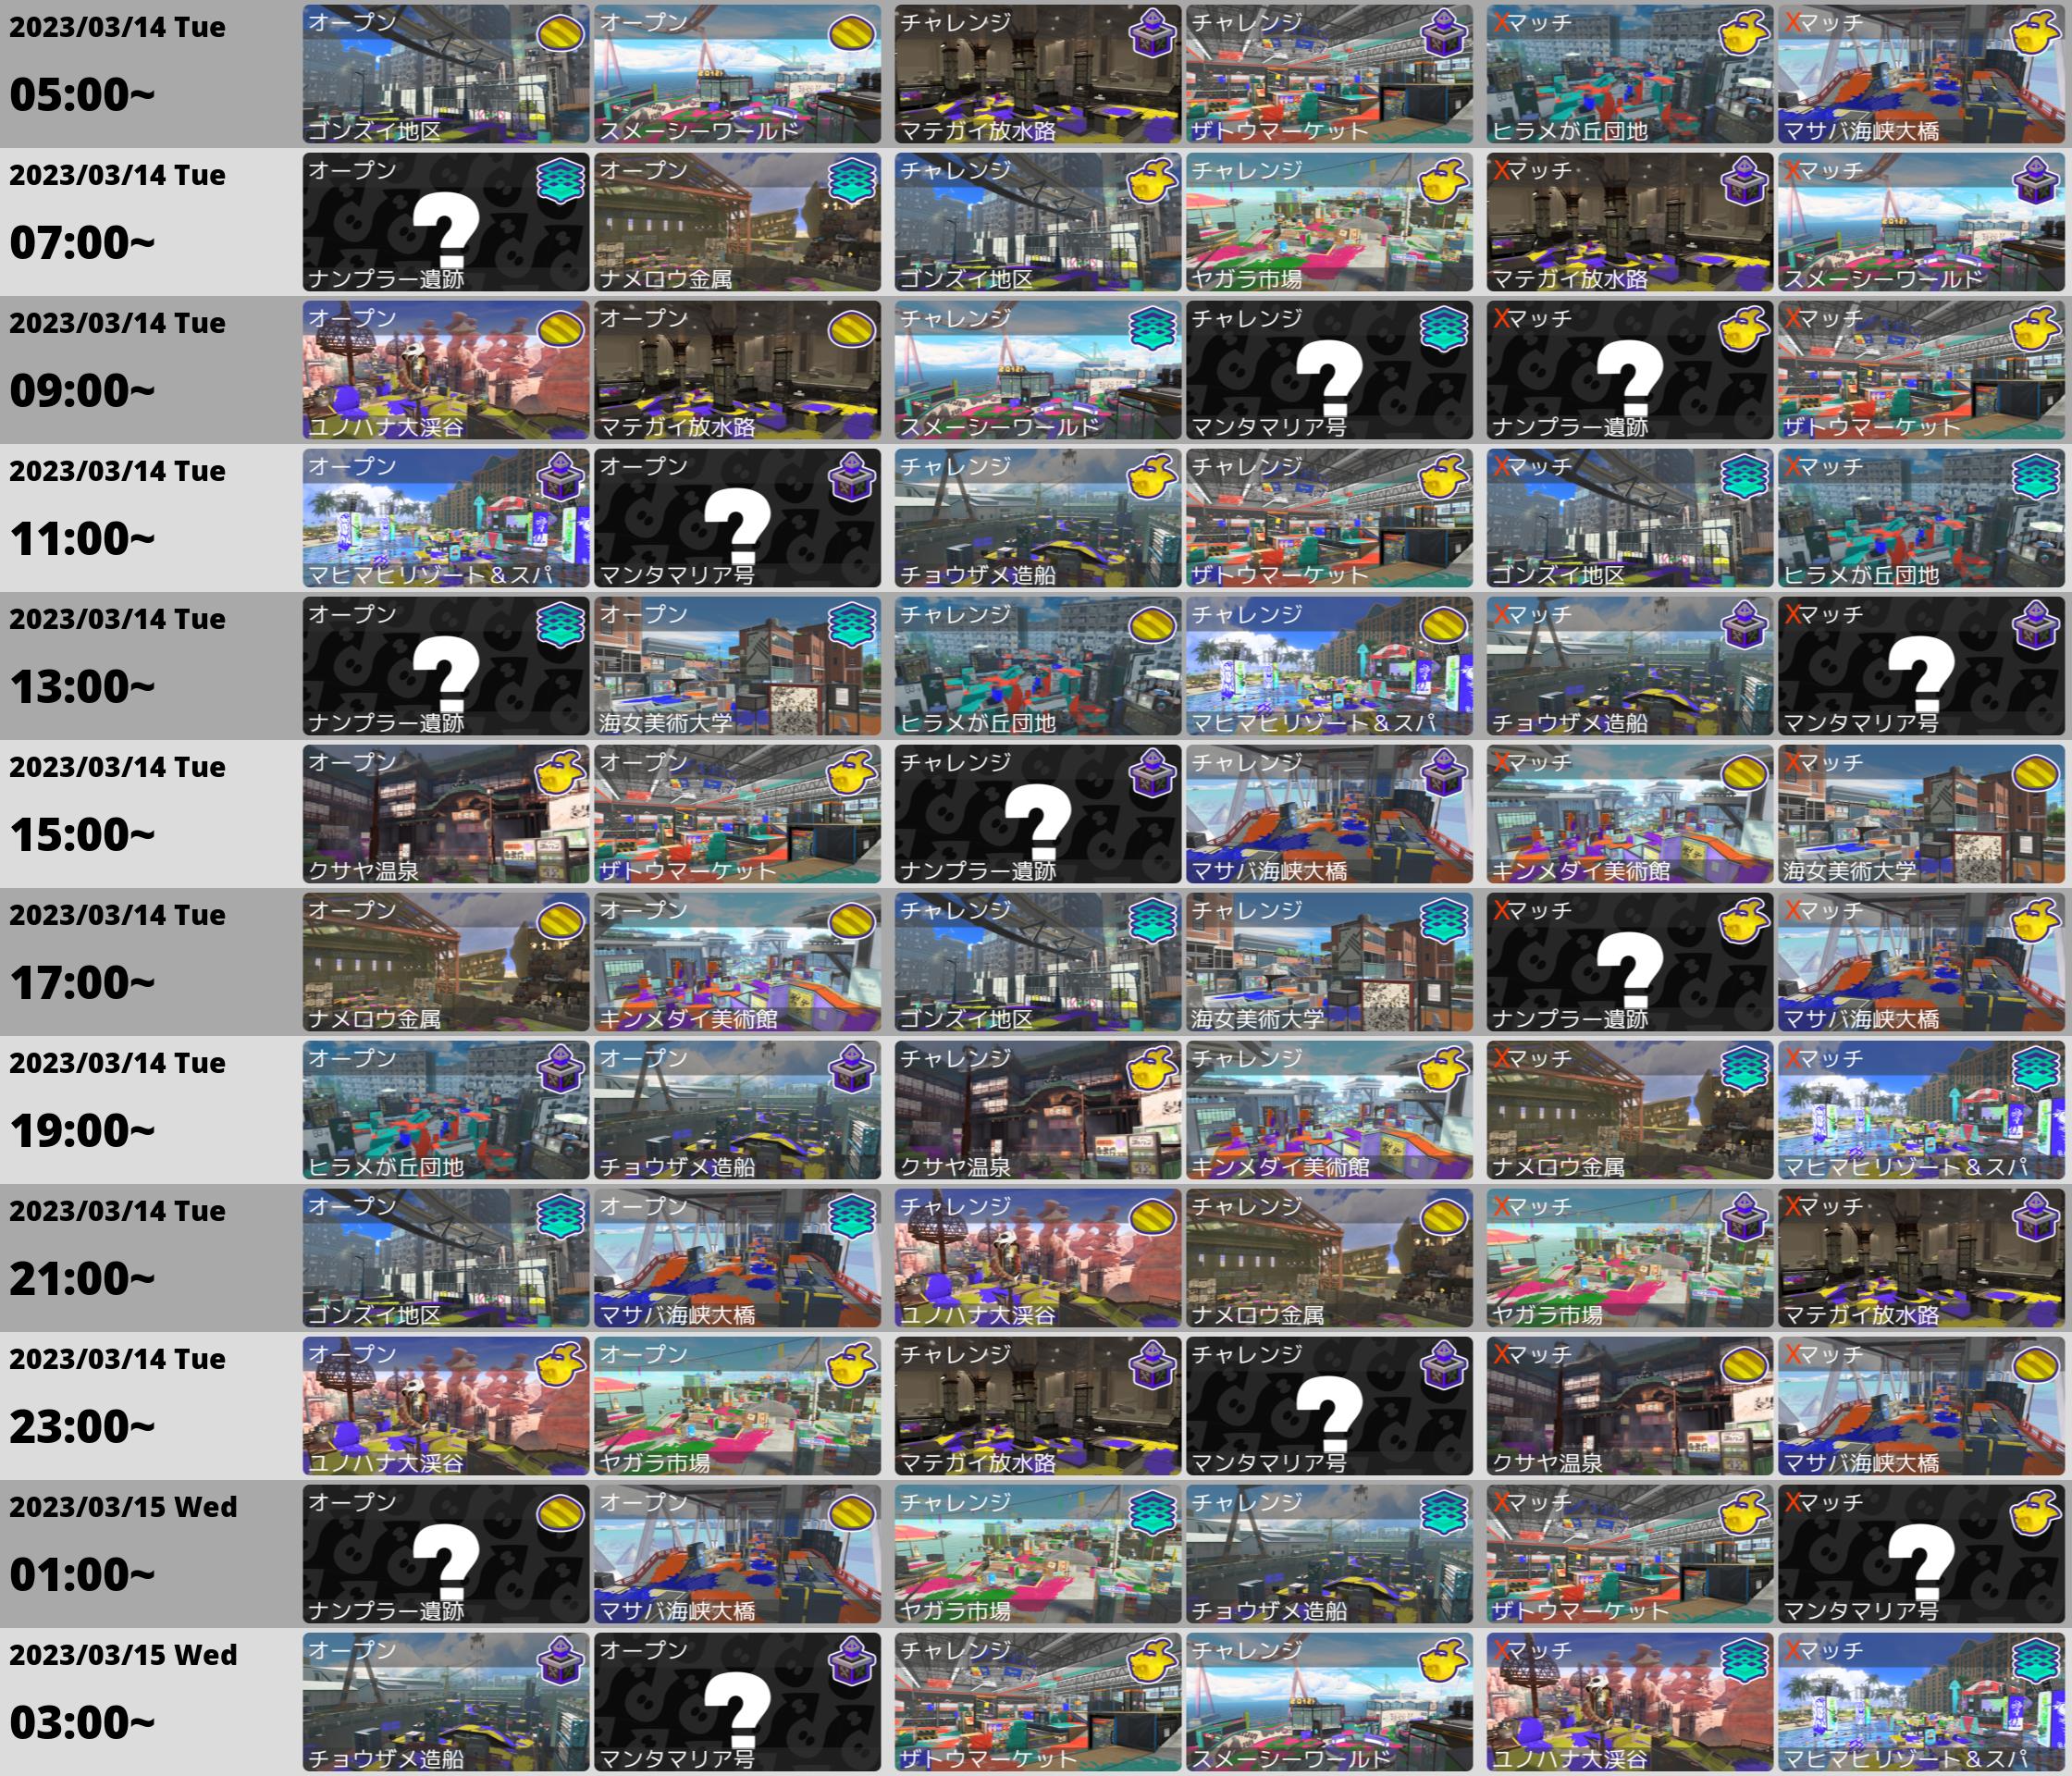 2023/03/14 Tue
05:00~
オープン
ゴンズイ地区
オープン
スメーシーワールド
チャレンジ
マテガイ放水路
チャレンジ
ザトウマーケット
Xマッチ
ヒラメが丘団地
Xマッチ
マサバ海峡大橋
2023/03/14 Tue
07:00~
オープン
?
ナンプラー遺跡
オープン
ナメロウ金属
チャレンジ
ゴンズイ地区
チャレンジ
ヤガラ市場
Xマッチ
マテガイ放水路
Xマッチ
スメーシーワールド
2023/03/14 Tue
09:00~
オープン
ユノハナ大渓谷
オープン
マテガイ放水路
チャレンジ
スメーシーワールド
チャレンジ
?
マンタマリア号
Xマッチ
?
ナンプラー遺跡
Xマッチ
ザトウマーケット
2023/03/14 Tue
11:00~
オープン
マヒマヒリゾート&スパ
オープン
?
マンタマリア号
チャレンジ
チョウザメ造船
チャレンジ
ザトウマーケット
Xマッチ
ゴンズイ地区
Xマッチ
ヒラメが丘団地
2023/03/14 Tue
13:00~
オープン
?
ナンプラー遺跡
オープン
海女美術大学
チャレンジ
ヒラメが丘団地
チャレンジ
マヒマヒリゾート&スパ
Xマッチ
チョウザメ造船
Xマッチ
?
マンタマリア号
2023/03/14 Tue
15:00~
オープン
クサヤ温泉
オープン
ザトウマーケット
チャレンジ
?
ナンプラー遺跡
チャレンジ
マサバ海峡大橋
Xマッチ
キンメダイ美術館
Xマッチ
海女美術大学
2023/03/14 Tue
17:00~
オープン
ナメロウ金属
オープン
キンメダイ美術館
チャレンジ
ゴンズイ地区
チャレンジ
海女美術大学
Xマッチ
?
ナンプラー遺跡
Xマッチ
マサバ海峡大橋
2023/03/14 Tue
19:00~
オープン
ヒラメが丘団地
オープン
チョウザメ造船
チャレンジ
クサヤ温泉
チャレンジ
キンメダイ美術館
Xマッチ
ナメロウ金属
Xマッチ
マヒマヒリゾート&スパ
2023/03/14 Tue
21:00~
オープン
ゴンズイ地区
オープン
マサバ海峡大橋
チャレンジ
ユノハナ大渓谷
チャレンジ
ナメロウ金属
Xマッチ
ヤガラ市場
Xマッチ
マテガイ放水路
2023/03/14 Tue
23:00~
オープン
ユノハナ大渓谷
オープン
ヤガラ市場
チャレンジ
マテガイ放水路
チャレンジ
?
マンタマリア号
Xマッチ
クサヤ温泉
Xマッチ
マサバ海峡大橋
2023/03/15 Wed
01:00~
オープン
?
ナンプラー遺跡
オープン
マサバ海峡大橋
チャレンジ
ヤガラ市場
チャレンジ
チョウザメ造船
Xマッチ
ザトウマーケット
Xマッチ
?
マンタマリア号
2023/03/15 Wed
03:00~
オープン
チョウザメ造船
オープン
?
マンタマリア号
チャレンジ
ザトウマーケット
チャレンジ
スメーシーワールド
Xマッチ
ユノハナ大渓谷
Xマッチ
マヒマヒリゾート&スパ